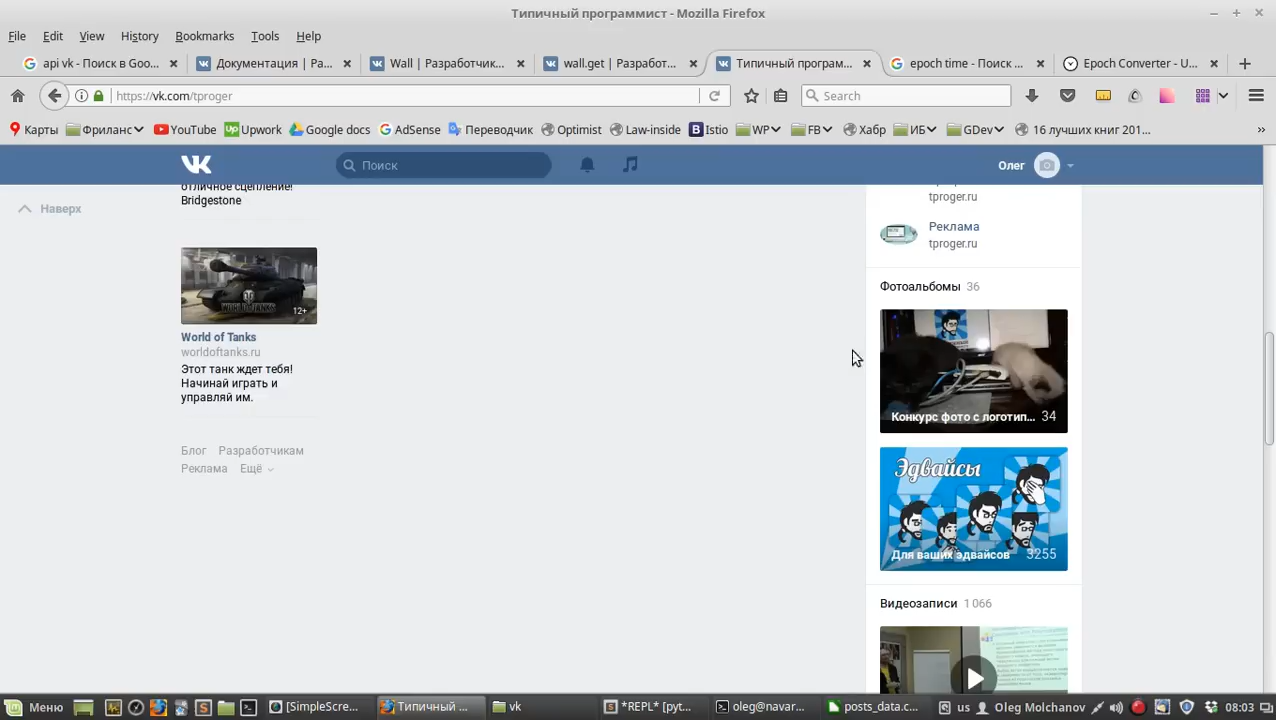 Типичный программист - Mozilla Firefox
File Edit View History Bookmarks Tools Help
api vk - Поиск в Goo...
Документация | Ра...
Wall | Разработчик...
wall.get | Разработ...
Типичный програм...
epoch time - Поиск ...
Epoch Converter - U...
https://vk.com/tproger
Search
Карты Фриланс YouTube Upwork Google docs AdSense Переводчик Optimist Law-inside Istio WP FB Хабр ИБ GDev 16 лучших книг 201...
Поиск
Олег
отличное сцепление!
Bridgestone
Наверх
World of Tanks
worldoftanks.ru
Этот танк ждет тебя!
Начинай играть и
управляй им.
12+
Блог Разработчикам
Реклама Ещё
tproger.ru
Реклама
tproger.ru
Фотоальбомы 36
Конкурс фото с логотип... 34
Эдвайсы
Для ваших эдвайсов 3255
Видеозаписи 1 066
Меню
[SimpleScre...
Типичный ...
vk
*REPL* [pyt...
oleg@navar...
posts_data.c...
us Oleg Molchanov 08:03